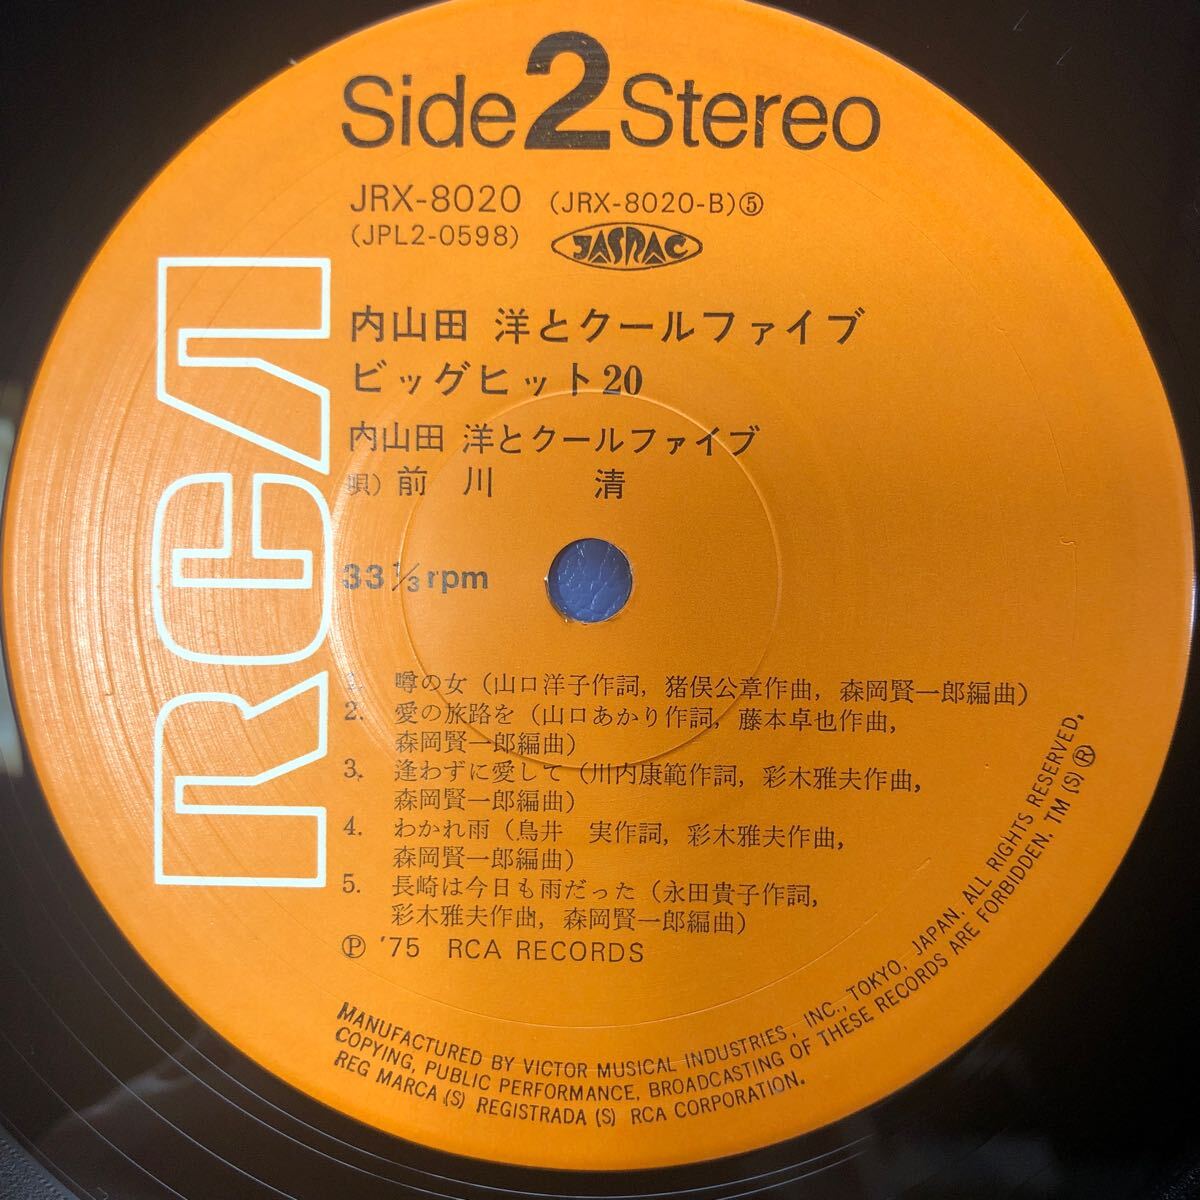 Side 2 Stereo
JRX-8020 (JRX-8020-B)⑤
(JPL2-0598)
JASRAC
RCA
内山田 洋とクールファイブ
ビッグヒット20
内山田 洋とクールファイブ
唄) 前 川 清
33 1/3 rpm
1. 噂の女 (山口洋子作詞, 猪俣公章作曲, 森岡賢一郎編曲)
2. 愛の旅路を (山口あかり作詞, 藤本卓也作曲,
森岡賢一郎編曲)
3. 逢わずに愛して (川内康範作詞, 彩木雅夫作曲,
森岡賢一郎編曲)
4. わかれ雨 (鳥井 実作詞, 彩木雅夫作曲,
森岡賢一郎編曲)
5. 長崎は今日も雨だった (永田貴子作詞,
彩木雅夫作曲, 森岡賢一郎編曲)
Ⓟ '75 RCA RECORDS
MANUFACTURED BY VICTOR MUSICAL INDUSTRIES, INC., TOKYO, JAPAN. ALL RIGHTS RESERVED.
COPYING, PUBLIC PERFORMANCE, BROADCASTING OF THESE RECORDS ARE FORBIDDEN. TM (S) ®
REG MARCA (S) REGISTRADA (S) RCA CORPORATION.